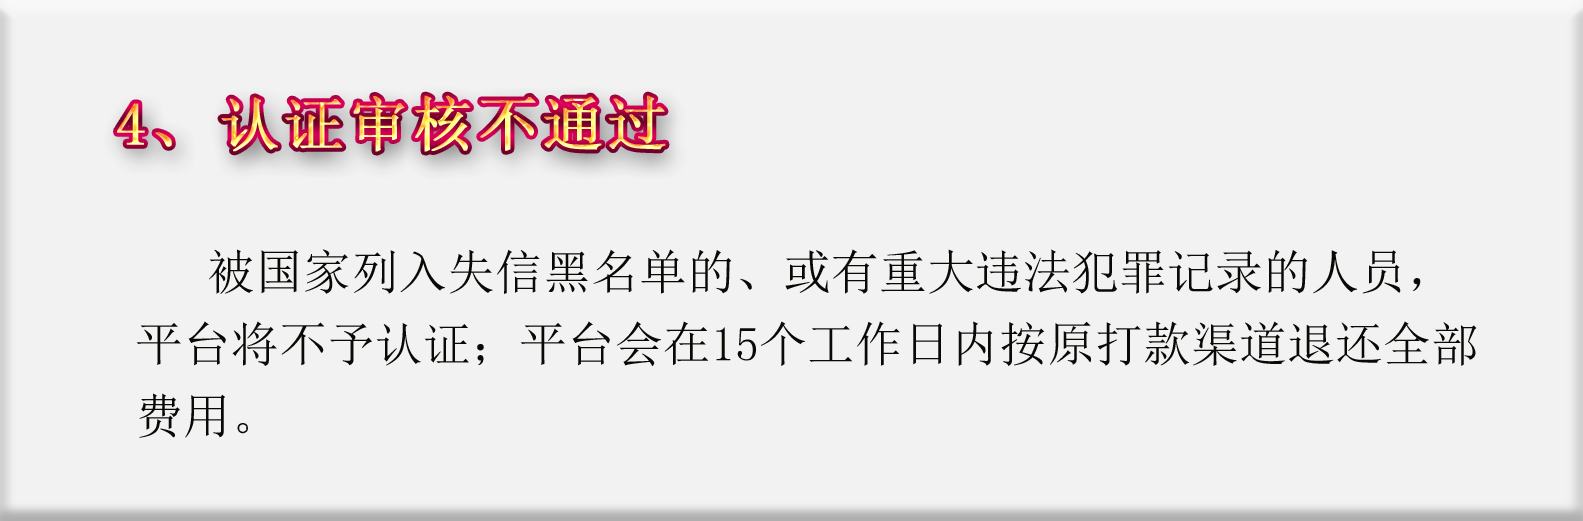 4、认证审核不通过
被国家列入失信黑名单的、或有重大违法犯罪记录的人员，
平台将不予认证；平台会在15个工作日内按原打款渠道退还全部
费用。